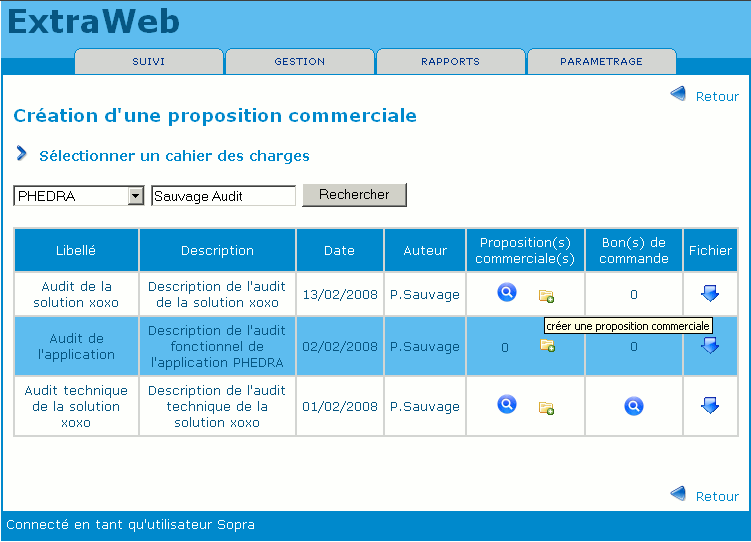 ExtraWeb
SUIVI GESTION RAPPORTS PARAMETRAGE
Retour
Création d'une proposition commerciale
Sélectionner un cahier des charges
PHEDRA Sauvage Audit Rechercher
Libellé Description Date Auteur Proposition(s) commerciale(s) Bon(s) de commande Fichier
Audit de la solution xoxo Description de l'audit de la solution xoxo 13/02/2008 P.Sauvage 0
créer une proposition commerciale
Audit de l'application Description de l'audit fonctionnel de l'application PHEDRA 02/02/2008 P.Sauvage 0 0
Audit technique de la solution xoxo Description de l'audit technique de la solution xoxo 01/02/2008 P.Sauvage
Retour
Connecté en tant qu'utilisateur Sopra